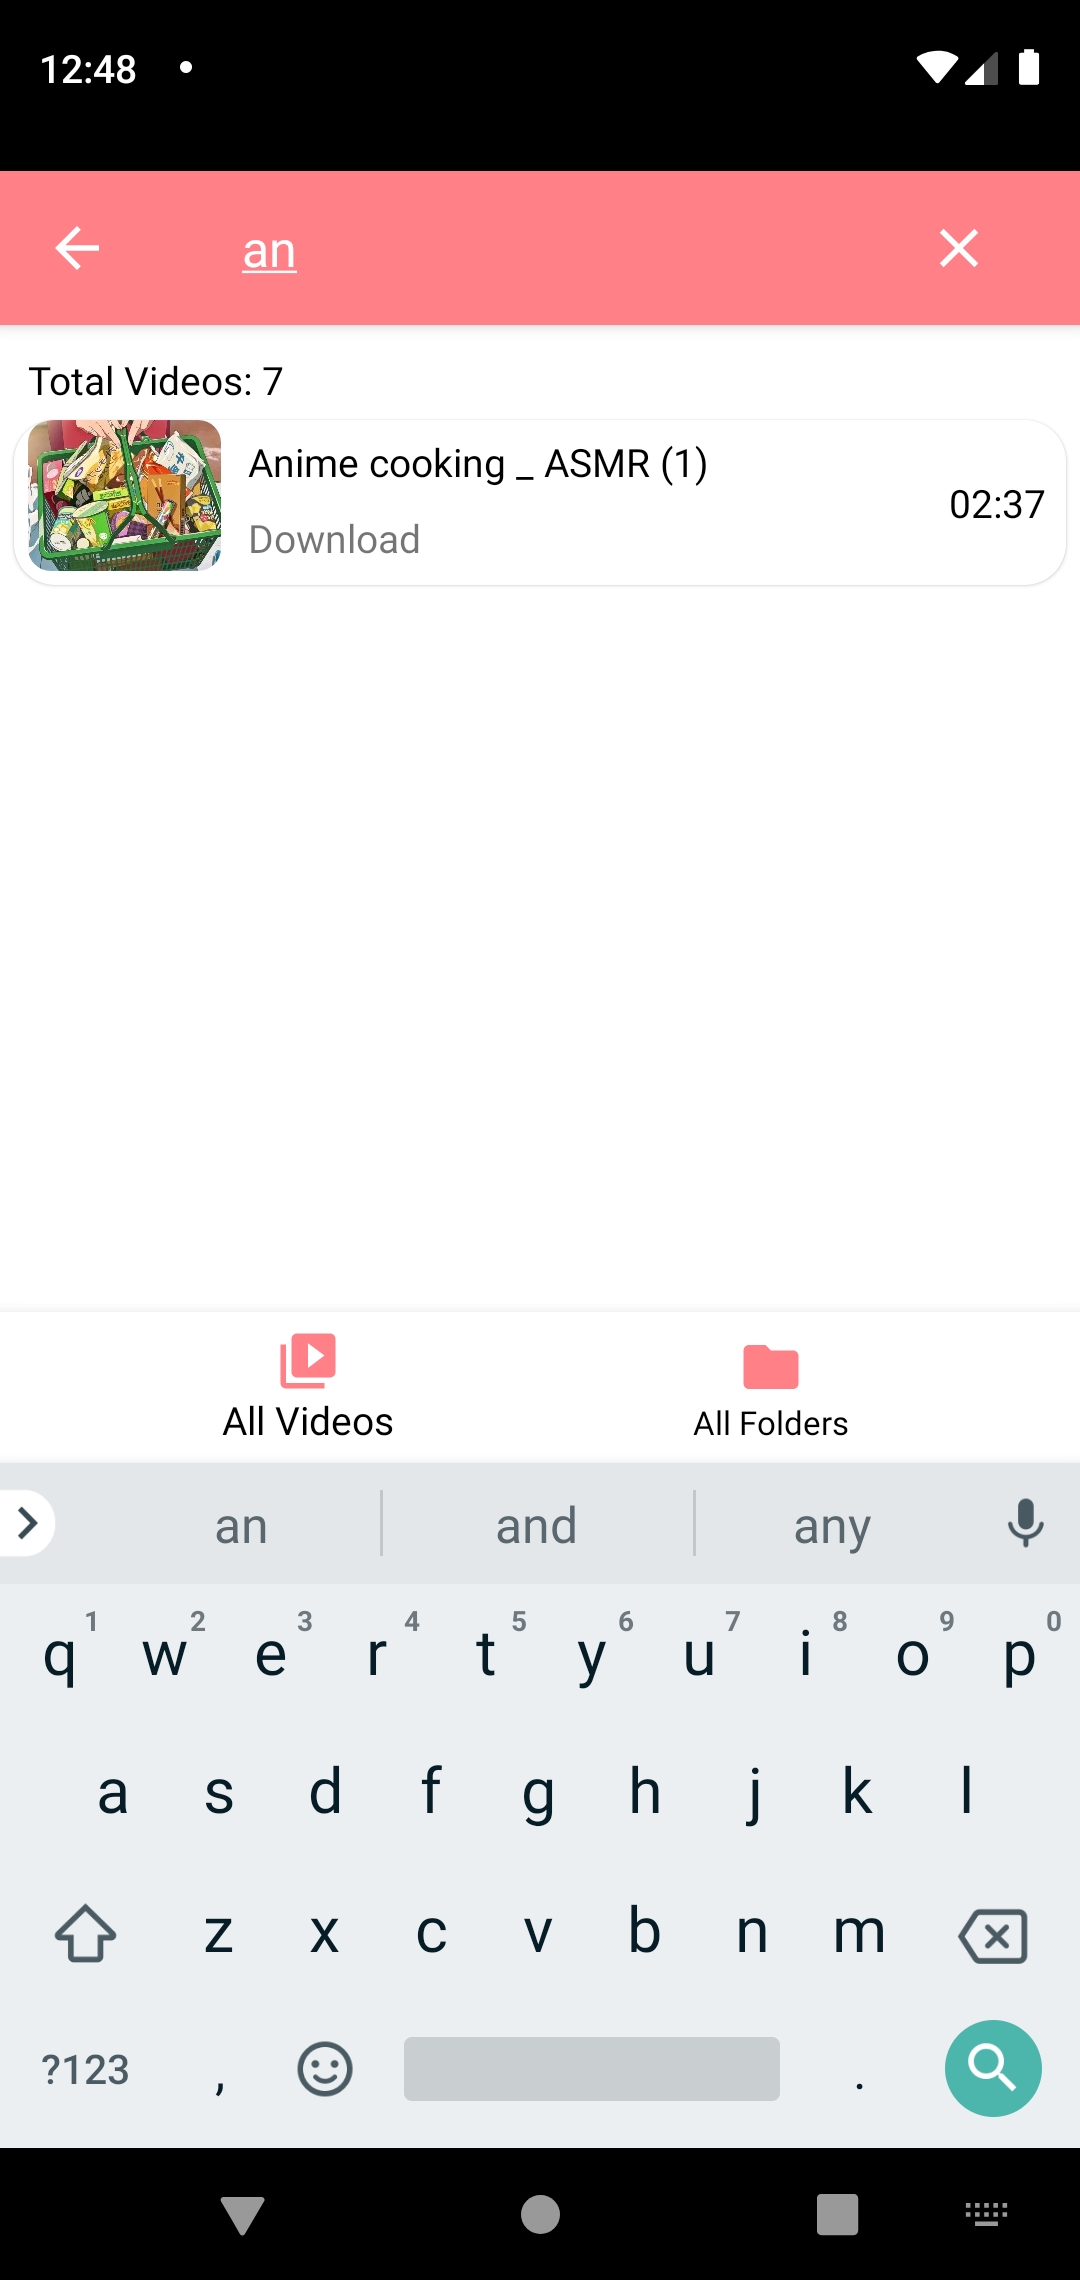 12:48
an
Total Videos: 7
Anime cooking _ ASMR (1)
02:37
Download
All Videos
All Folders
an
and
any
q 1 w 2 e 3 r 4 t 5 y 6 u 7 i 8 o 9 p 0
a s d f g h j k l
z x c v b n m
?123 , .